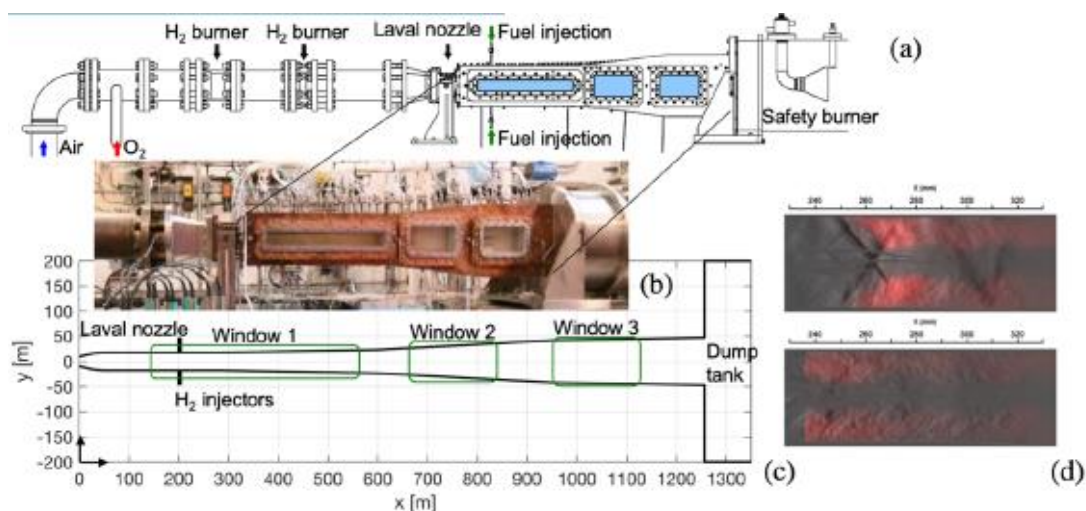 H2 burner H2 burner Laval nozzle Fuel injection (a)
Air O2 Fuel injection Safety burner
(b)
200
150
100
50
0
-50
-100
-150
-200
y [m]
Laval nozzle Window 1 Window 2 Window 3
H2 injectors
Dump
tank
0 100 200 300 400 500 600 700 800 900 1000 1100 1200 1300
x [m]
(c)
X (mm)
240 260 280 300 320
240 260 280 300 320
(d)